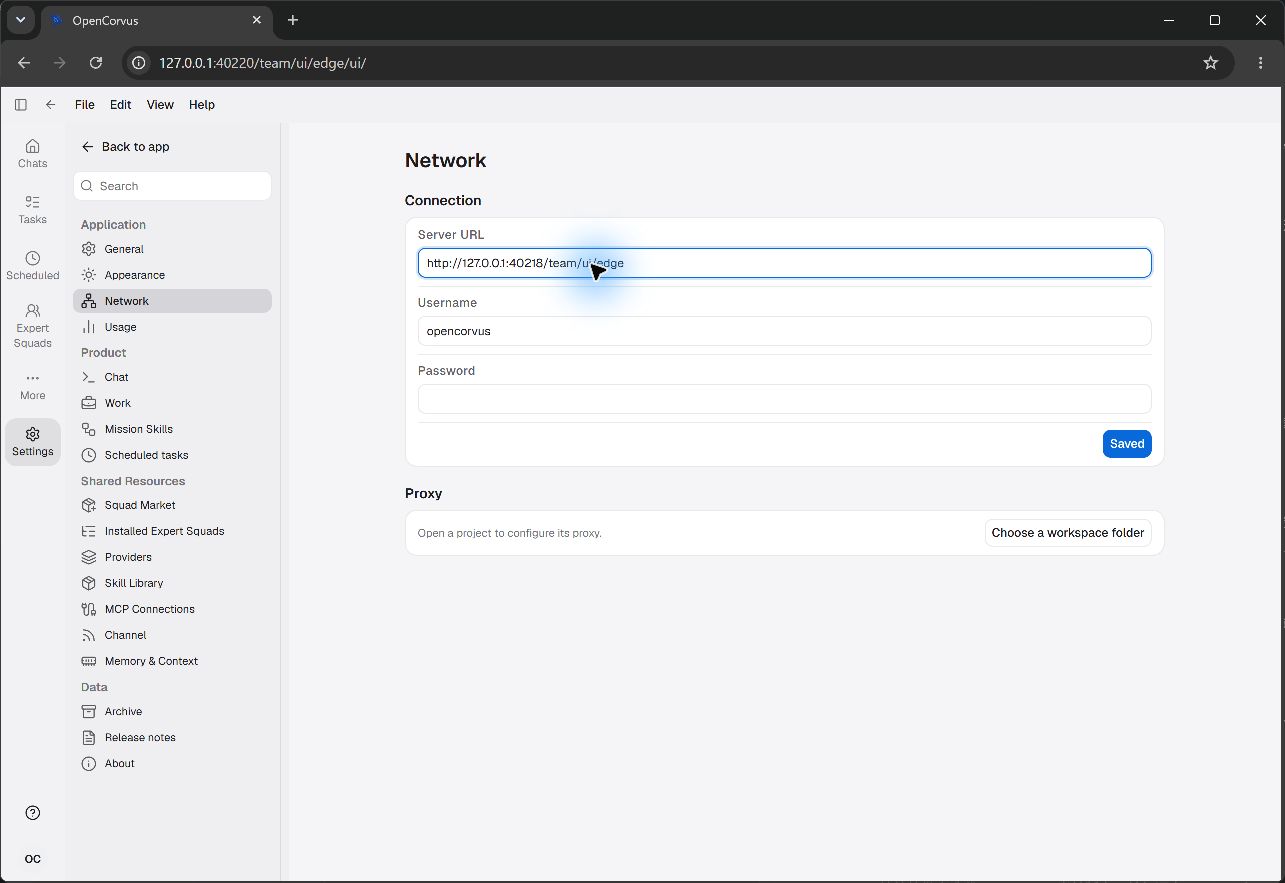 OpenCorvus
127.0.0.1:40220/team/ui/edge/ui/
File Edit View Help
Chats
Tasks
Scheduled
Expert
Squads
More
Settings
OC
Back to app
Search
Application
General
Appearance
Network
Usage
Product
Chat
Work
Mission Skills
Scheduled tasks
Shared Resources
Squad Market
Installed Expert Squads
Providers
Skill Library
MCP Connections
Channel
Memory & Context
Data
Archive
Release notes
About
Network
Connection
Server URL
http://127.0.0.1:40218/team/ui/edge
Username
opencorvus
Password
Saved
Proxy
Open a project to configure its proxy.
Choose a workspace folder